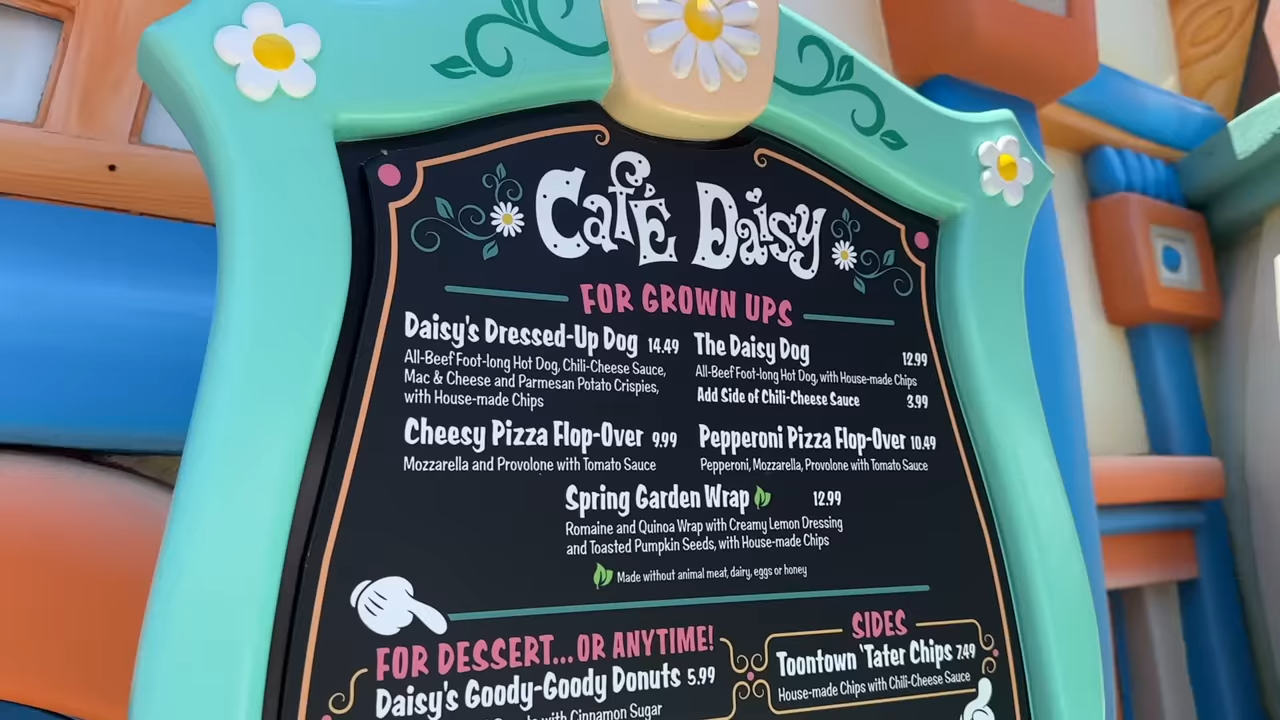 Café Daisy
FOR GROWN UPS
Daisy's Dressed-Up Dog 14.49
All-Beef Foot-long Hot Dog, Chili-Cheese Sauce,
Mac & Cheese and Parmesan Potato Crispies,
with House-made Chips
The Daisy Dog 12.99
All-Beef Foot-long Hot Dog, with House-made Chips
Add Side of Chili-Cheese Sauce 3.99
Cheesy Pizza Flop-Over 9.99
Mozzarella and Provolone with Tomato Sauce
Pepperoni Pizza Flop-Over 10.49
Pepperoni, Mozzarella, Provolone with Tomato Sauce
Spring Garden Wrap 12.99
Romaine and Quinoa Wrap with Creamy Lemon Dressing
and Toasted Pumpkin Seeds, with House-made Chips
Made without animal meat, dairy, eggs or honey
FOR DESSERT...OR ANYTIME!
Daisy's Goody-Goody Donuts 5.99
with Cinnamon Sugar
SIDES
Toontown 'Tater Chips 7.49
House-made Chips with Chili-Cheese Sauce